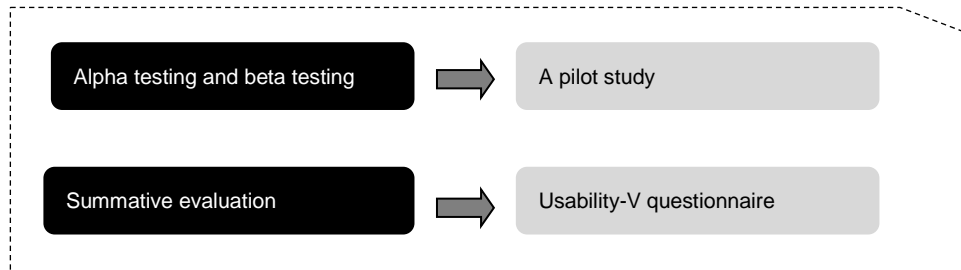 Alpha testing and beta testing
A pilot study
Summative evaluation
Usability-V questionnaire